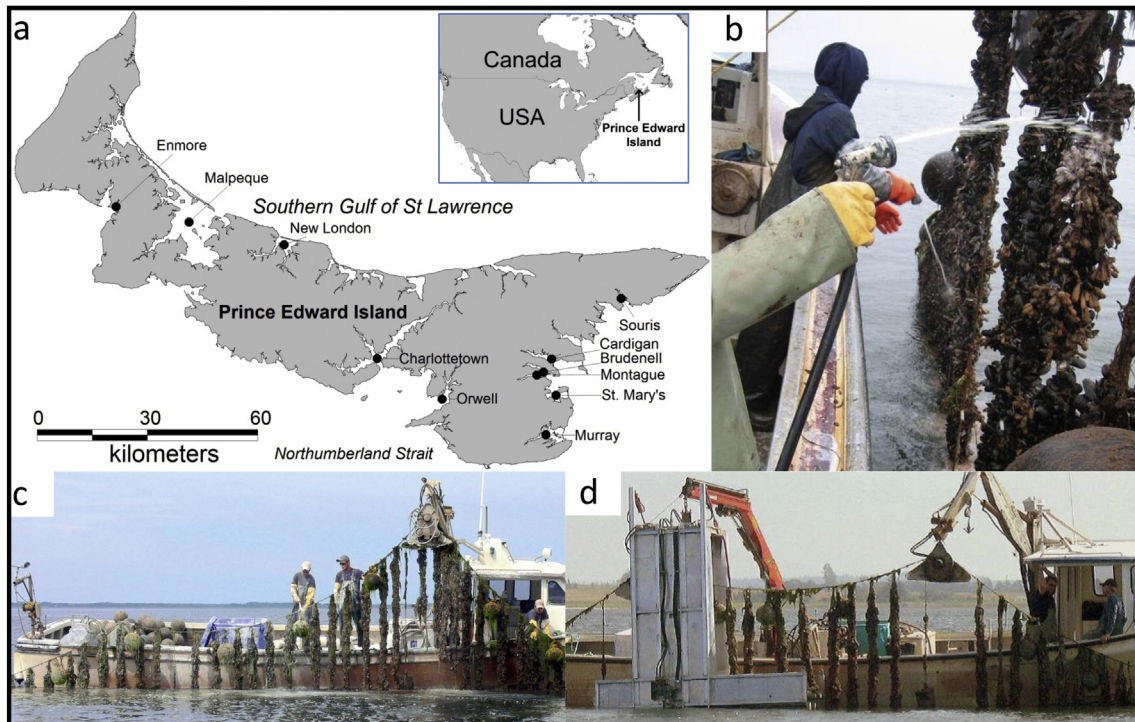 a
Canada
USA
Prince Edward
Island
Enmore
Malpeque
Southern Gulf of St Lawrence
New London
Prince Edward Island
Souris
Cardigan
Brudenell
Charlottetown
Montague
Orwell
St. Mary's
0 30 60
kilometers
Murray
Northumberland Strait
b
c
d